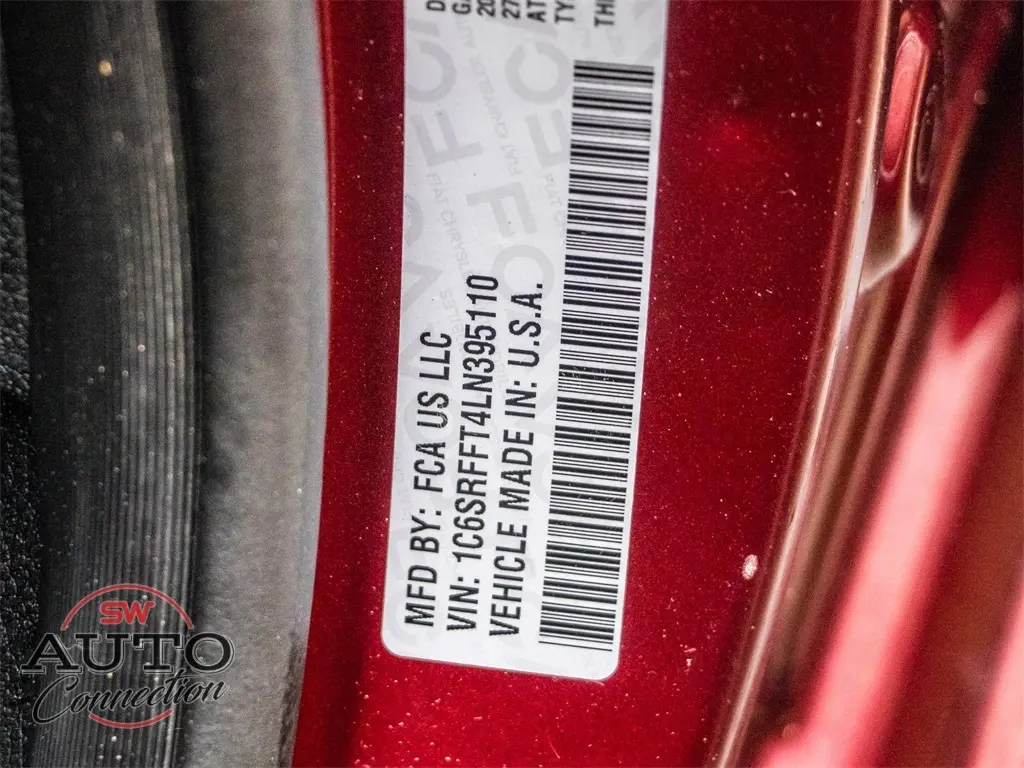 MFD BY: FCA US LLC
VIN: 1C6SRFFT4LN395110
VEHICLE MADE IN: U.S.A.
SW
AUTO
Connection